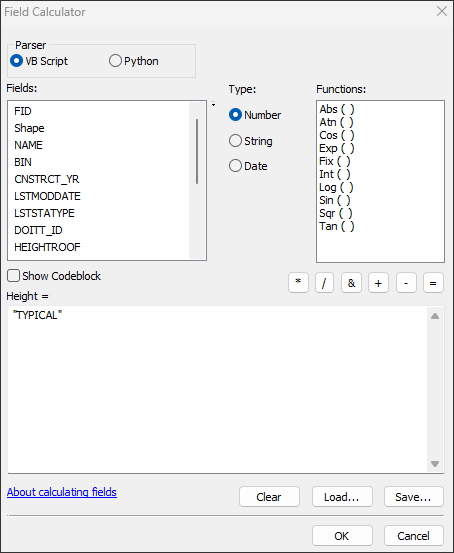 Field Calculator
Parser
VB Script
Python
Fields:
Type:
Functions:
FID
Shape
NAME
BIN
CNSTRCT_YR
LSTMODDATE
LSTSTATYPE
DOITT_ID
HEIGHTROOF
Number
String
Date
Abs ( )
Atn ( )
Cos ( )
Exp ( )
Fix ( )
Int ( )
Log ( )
Sin ( )
Sqr ( )
Tan ( )
Show Codeblock
* / & + - =
Height =
"TYPICAL"
About calculating fields
Clear
Load...
Save...
OK
Cancel